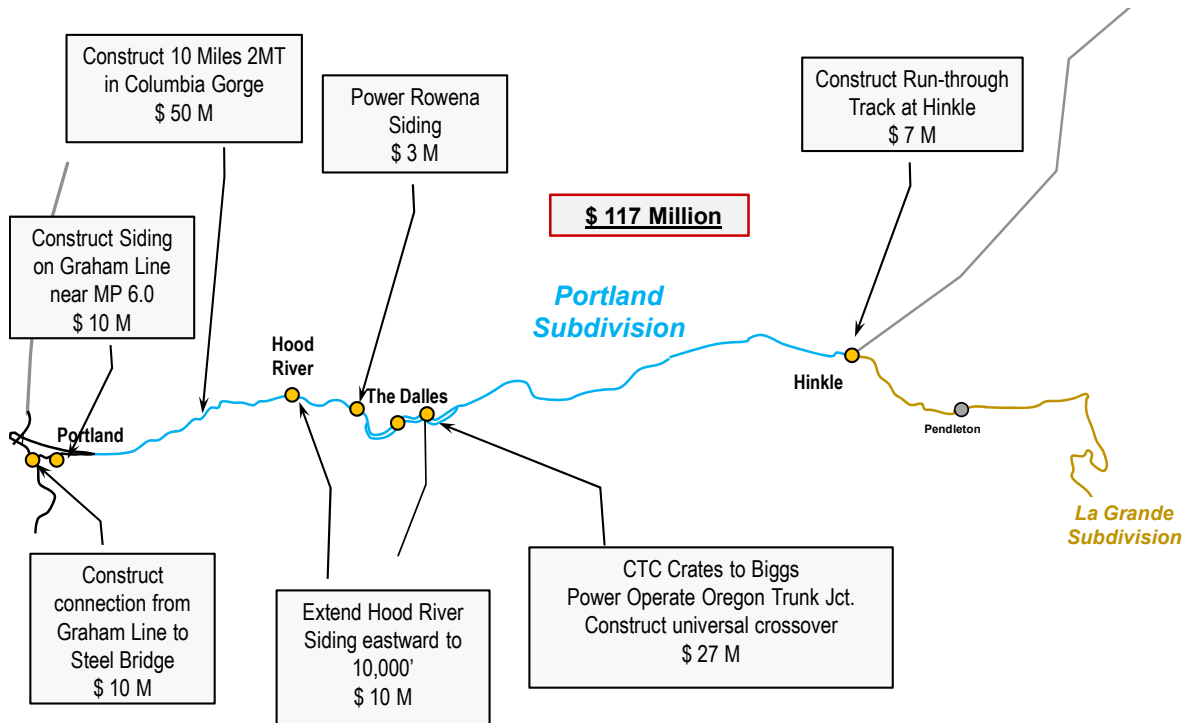 Construct 10 Miles 2MT
in Columbia Gorge
$ 50 M
Power Rowena
Siding
$ 3 M
Construct Run-through
Track at Hinkle
$ 7 M
$ 117 Million
Construct Siding
on Graham Line
near MP 6.0
$ 10 M
Portland
Subdivision
Hood
River
The Dalles
Hinkle
Portland
Pendleton
La Grande
Subdivision
Construct
connection from
Graham Line to
Steel Bridge
$ 10 M
Extend Hood River
Siding eastward to
10,000’
$ 10 M
CTC Crates to Biggs
Power Operate Oregon Trunk Jct.
Construct universal crossover
$ 27 M